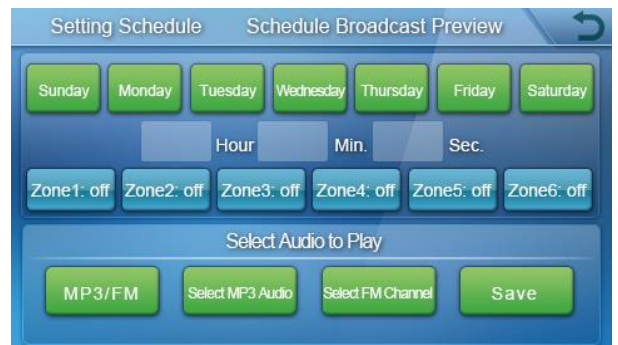 Setting Schedule Schedule Broadcast Preview
Sunday Monday Tuesday Wednesday Thursday Friday Saturday
Hour Min. Sec.
Zone1: off Zone2: off Zone3: off Zone4: off Zone5: off Zone6: off
Select Audio to Play
MP3/FM Select MP3 Audio Select FM Channel Save